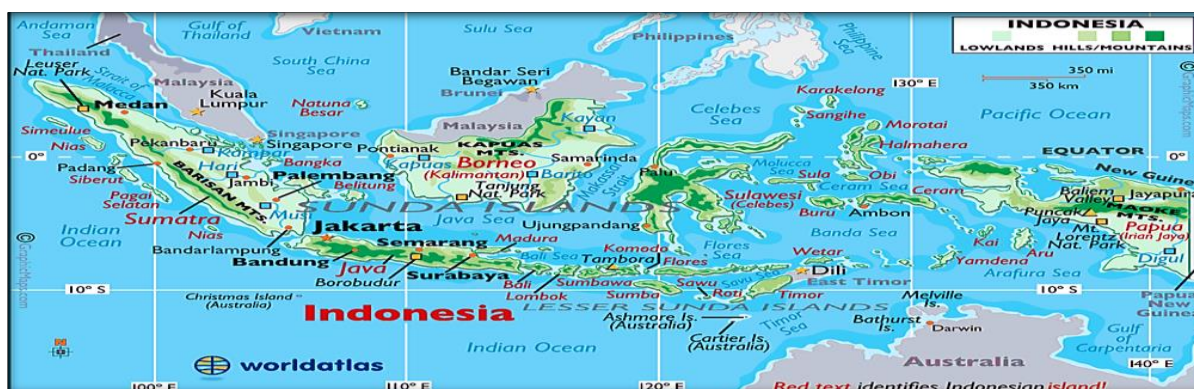 Andaman Sea
Gulf of Thailand
Vietnam
Sulu Sea
Philippines
Philippine Sea
INDONESIA
LOWLANDS HILLS/MOUNTAINS
Thailand
Leuser Nat. Park
Strait of Malacca
South China Sea
Bandar Seri Begawan
Brunei
130° E
350 mi
350 km
Malaysia
Medan
Kuala Lumpur
Natuna Besar
Celebes Sea
Karakelong
Sangihe
Pacific Ocean
Simeulue
Nias
Singapore
Singapore
Malaysia
Kayan
KAPUAS MTS.
Morotai
Halmahera
0°
Pekanbaru
Kampar
Pontianak
Kapuas
Borneo
(Kalimantan)
Samarinda
EQUATOR
0°
Padang
Siberut
Hari
Bangka
Jambi
Palembang
Belitung
Barito
Makassar Strait
Palu
Molucca Sea
Sula
Obi
Ceram Sea
Ceram
New Guinea
Baliem Valley
Jayapura
Pagai Selatan
BARISAN MTS.
Musi
Tanjung Nat. Park
Sulawesi
(Celebes)
Buru
Ambon
Puncak Jaya
MAOKE MTS.
Papua
(Irian Jaya)
Sumatra
SUNDA ISLANDS
Java Sea
Indian Ocean
Nias
Jakarta
Ujungpandang
Banda Sea
Mt. Lorentz Nat. Park
Bandarlampung
Semarang
Madura
Bali Sea
Komodo
Flores Sea
Wetar
Kai
Aru
Yamdena
Digul
Bandung
Java
Surabaya
Tambora
Flores
Dili
East Timor
Arafura Sea
10° S
Borobudur
Bali
Lombok
Sumbawa
Sumba
Sawu
Savu Sea
Roti
Timor
10° S
Christmas Island
(Australia)
Indonesia
LESSER SUNDA ISLANDS
Ashmore Is.
(Australia)
Cartier Is.
(Australia)
Timor Sea
Melville Is.
Bathurst Is.
Darwin
Papua New Guinea
Indian Ocean
Gulf of Carpentaria
worldatlas
Australia
100° E
110° E
120° E
140° E
Red text identifies Indonesian island
©GraphicMaps.com